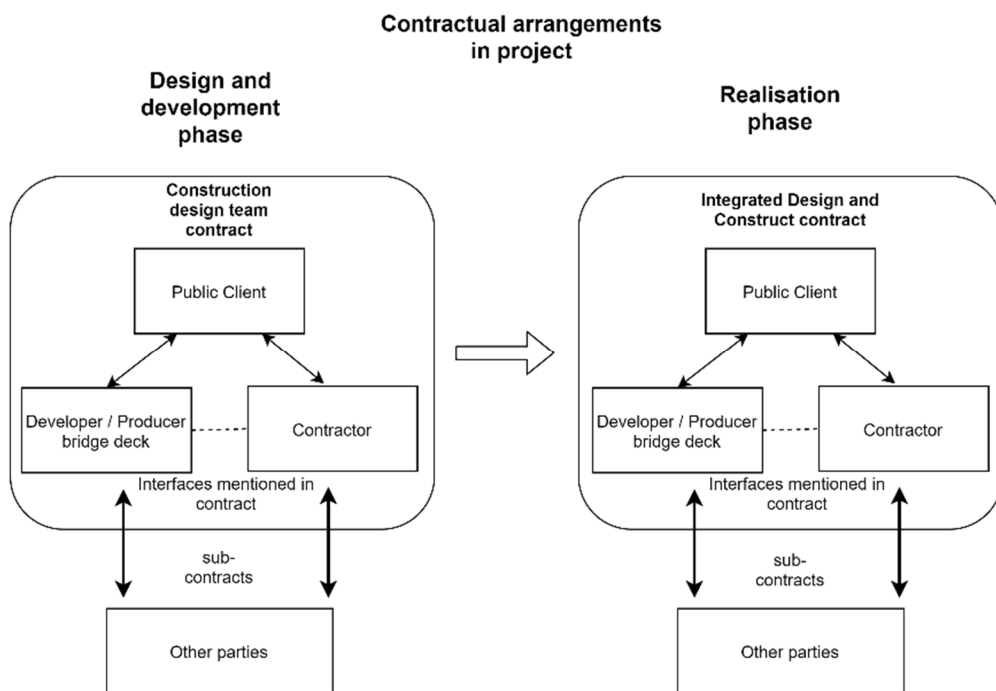 Contractual arrangements
in project
Design and
development
phase
Construction
design team
contract
Public Client
Developer / Producer
bridge deck
Contractor
Interfaces mentioned in
contract
sub-
contracts
Other parties
Realisation
phase
Integrated Design and
Construct contract
Public Client
Developer / Producer
bridge deck
Contractor
Interfaces mentioned in
contract
sub-
contracts
Other parties